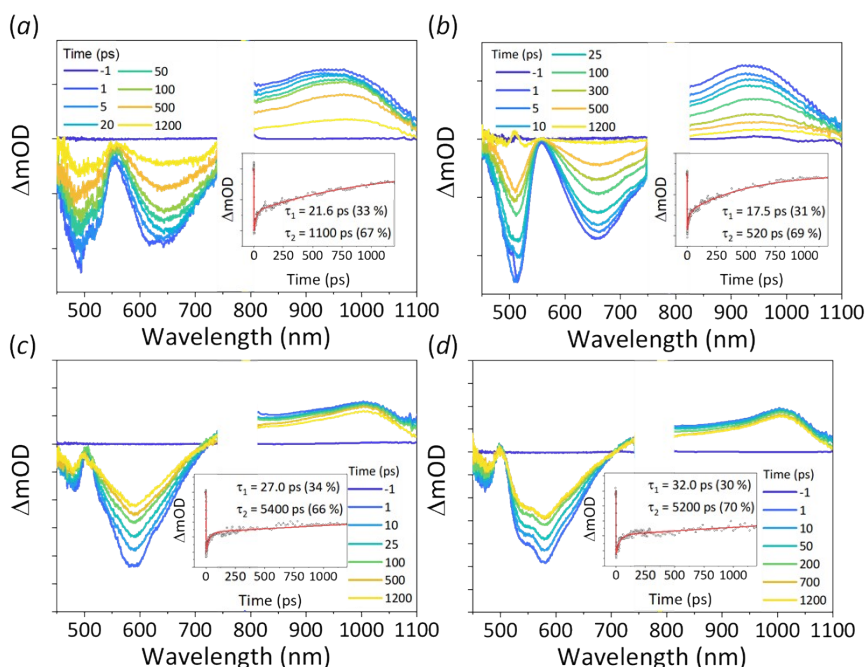 (a)
Time (ps)
-1 50
1 100
5 500
20 1200
ΔmOD
ΔmOD
τ1 = 21.6 ps (33 %)
τ2 = 1100 ps (67 %)
0 250 500 750 1000
Time (ps)
500 600 700 800 900 1000 1100
Wavelength (nm)
(b)
Time (ps) 25
-1 100
1 300
5 500
10 1200
ΔmOD
ΔmOD
τ1 = 17.5 ps (31 %)
τ2 = 520 ps (69 %)
0 250 500 750 1000
Time (ps)
500 600 700 800 900 1000 1100
Wavelength (nm)
(c)
ΔmOD
ΔmOD
τ1 = 27.0 ps (34 %)
τ2 = 5400 ps (66 %)
0 250 500 750 1000
Time (ps)
Time (ps)
-1
1
10
25
100
500
1200
500 600 700 800 900 1000 1100
Wavelength (nm)
(d)
ΔmOD
ΔmOD
τ1 = 32.0 ps (30 %)
τ2 = 5200 ps (70 %)
0 250 500 750 1000
Time (ps)
Time (ps)
-1
1
10
50
200
700
1200
500 600 700 800 900 1000 1100
Wavelength (nm)